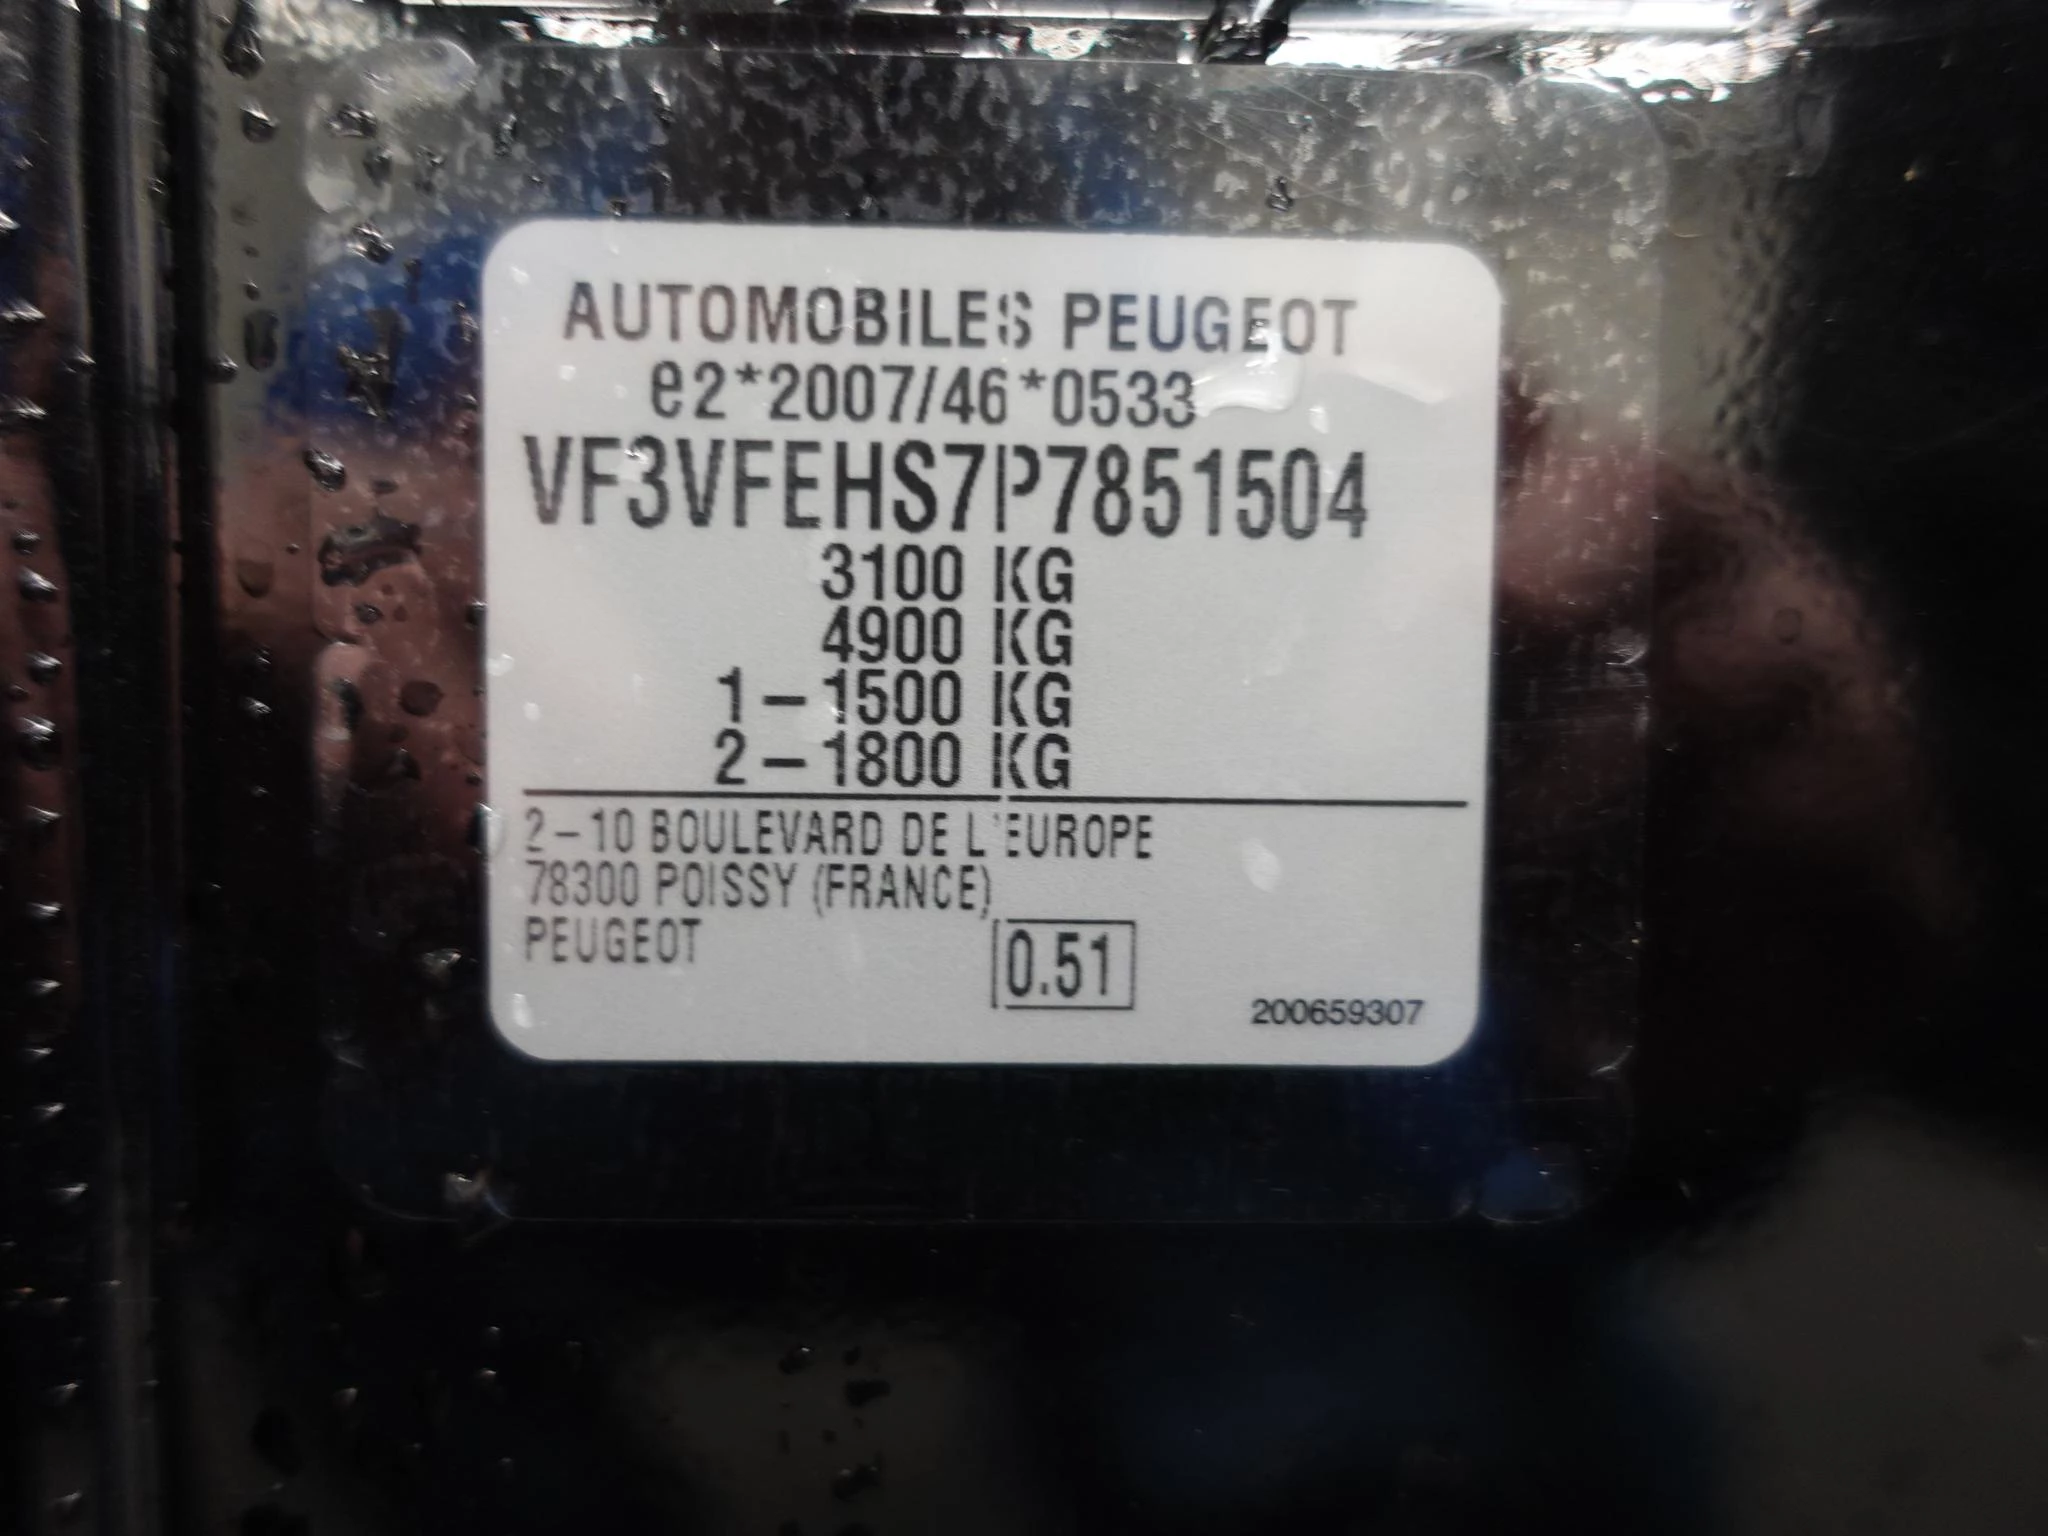 AUTOMOBILES PEUGEOT
e2*2007/46*0533
VF3VFEHS7P7851504
3100 KG
4900 KG
1-1500 KG
2-1800 KG
2-10 BOULEVARD DE L'EUROPE
78300 POISSY (FRANCE)
PEUGEOT
0.51
200659307